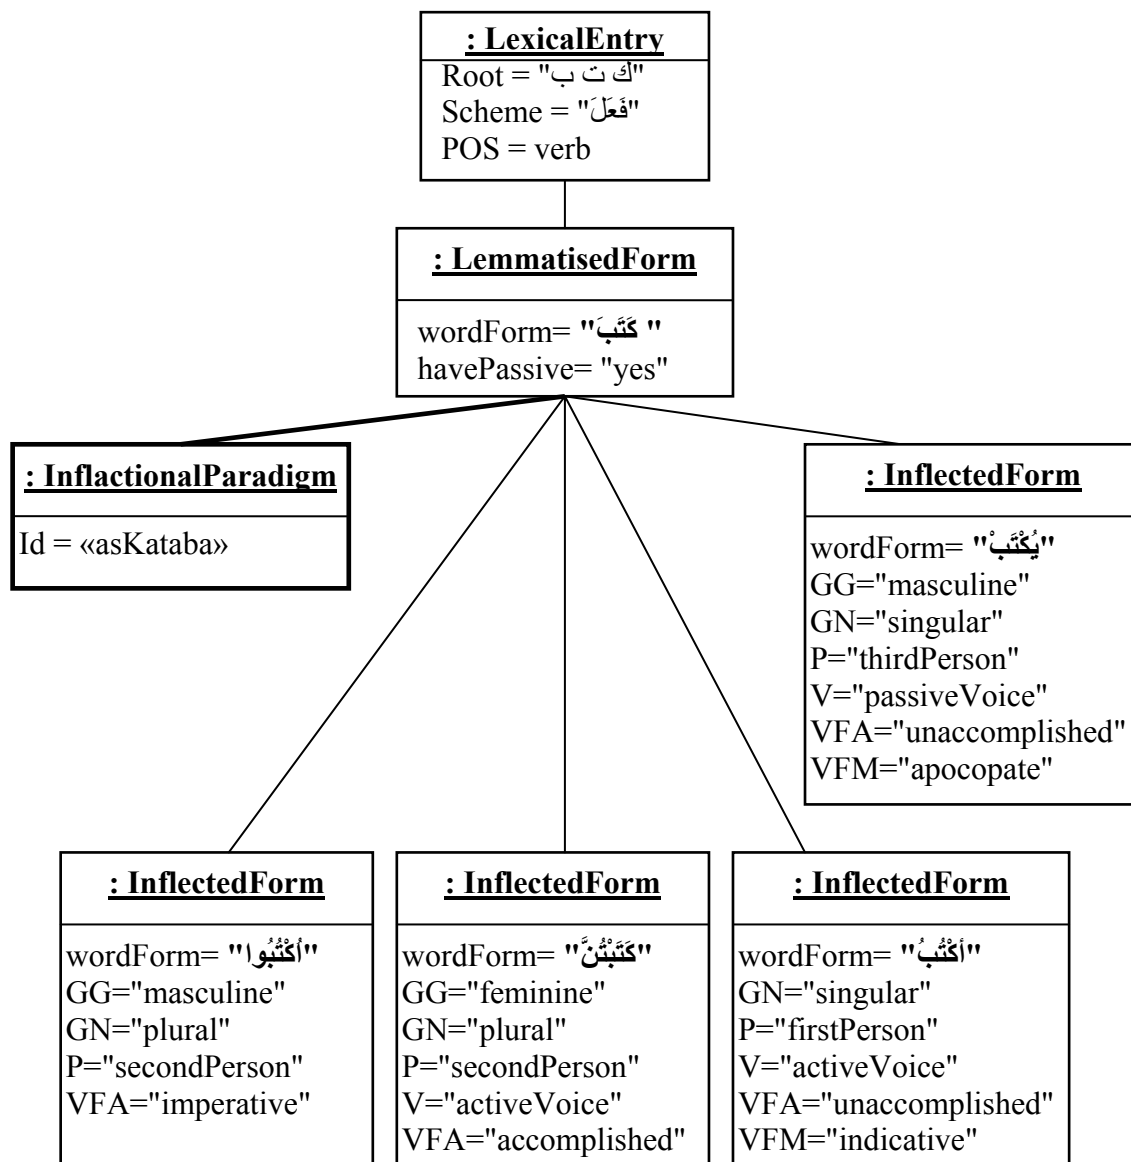 : LexicalEntry
Root = "ك ت ب"
Scheme = "فَعَلَ"
POS = verb
: LemmatisedForm
wordForm= "كَتَبَ "
havePassive= "yes"
: InflactionalParadigm
Id = «asKataba»
: InflectedForm
wordForm= "يُكْتَبْ"
GG="masculine"
GN="singular"
P="thirdPerson"
V="passiveVoice"
VFA="unaccomplished"
VFM="apocopate"
: InflectedForm
wordForm= "اُكْتُبُوا"
GG="masculine"
GN="plural"
P="secondPerson"
VFA="imperative"
: InflectedForm
wordForm= "كَتَبْتُنَّ"
GG="feminine"
GN="plural"
P="secondPerson"
V="activeVoice"
VFA="accomplished"
: InflectedForm
wordForm= "أكْتُبُ"
GN="singular"
P="firstPerson"
V="activeVoice"
VFA="unaccomplished"
VFM="indicative"